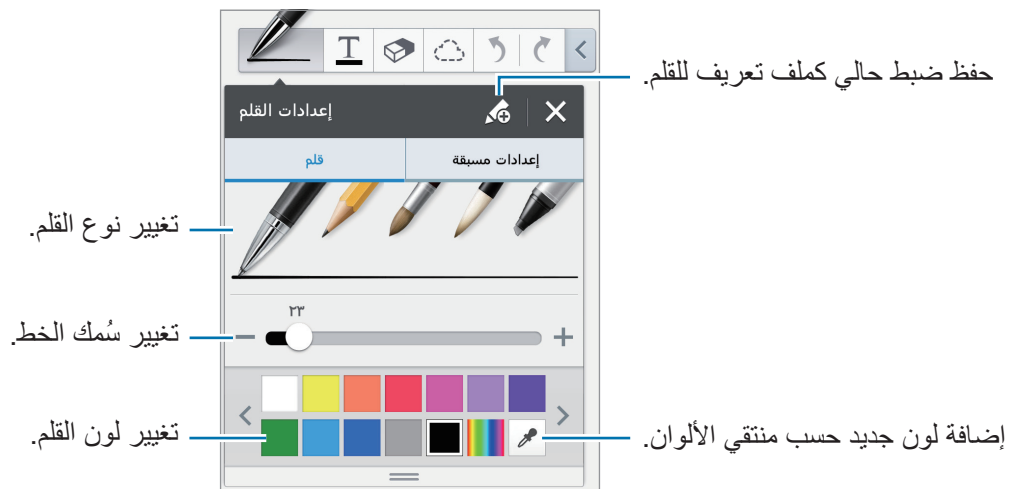 T
حفظ ضبط حالي كملف تعريف للقلم.
إعدادات القلم
إعدادات مسبقة
قلم
تغيير نوع القلم.
٢٣
تغيير سُمك الخط.
تغيير لون القلم.
إضافة لون جديد حسب منتقي الألوان.